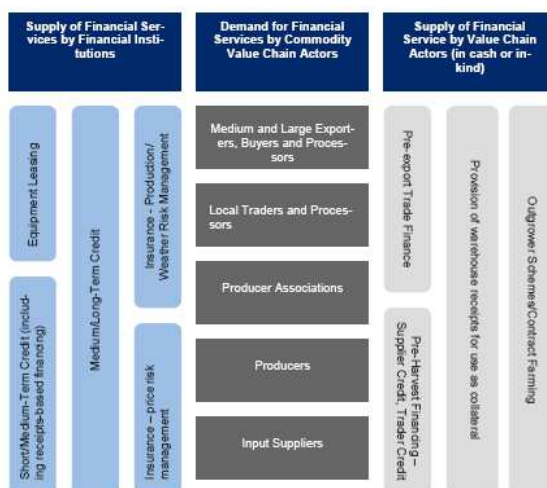 Supply of Financial Ser-
vices by Financial Insti-
tutions
Demand for Financial
Services by Commodity
Value Chain Actors
Supply of Financial
Service by Value Chain
Actors (in cash or in-
kind)
Equipment Leasing
Short/Medium-Term Credit (includ-
ing receipts-based financing)
Medium/Long-Term Credit
Insurance - Production/
Weather Risk Management
Insurance – price risk
management
Medium and Large Export-
ers, Buyers and Proces-
sors
Local Traders and Proces-
sors
Producer Associations
Producers
Input Suppliers
Pre-export Trade Finance
Pre-Harvest Financing –
Supplier Credit, Trader Credit
Provision of warehouse receipts for use as collateral
Outgrower Schemes/Contract Farming